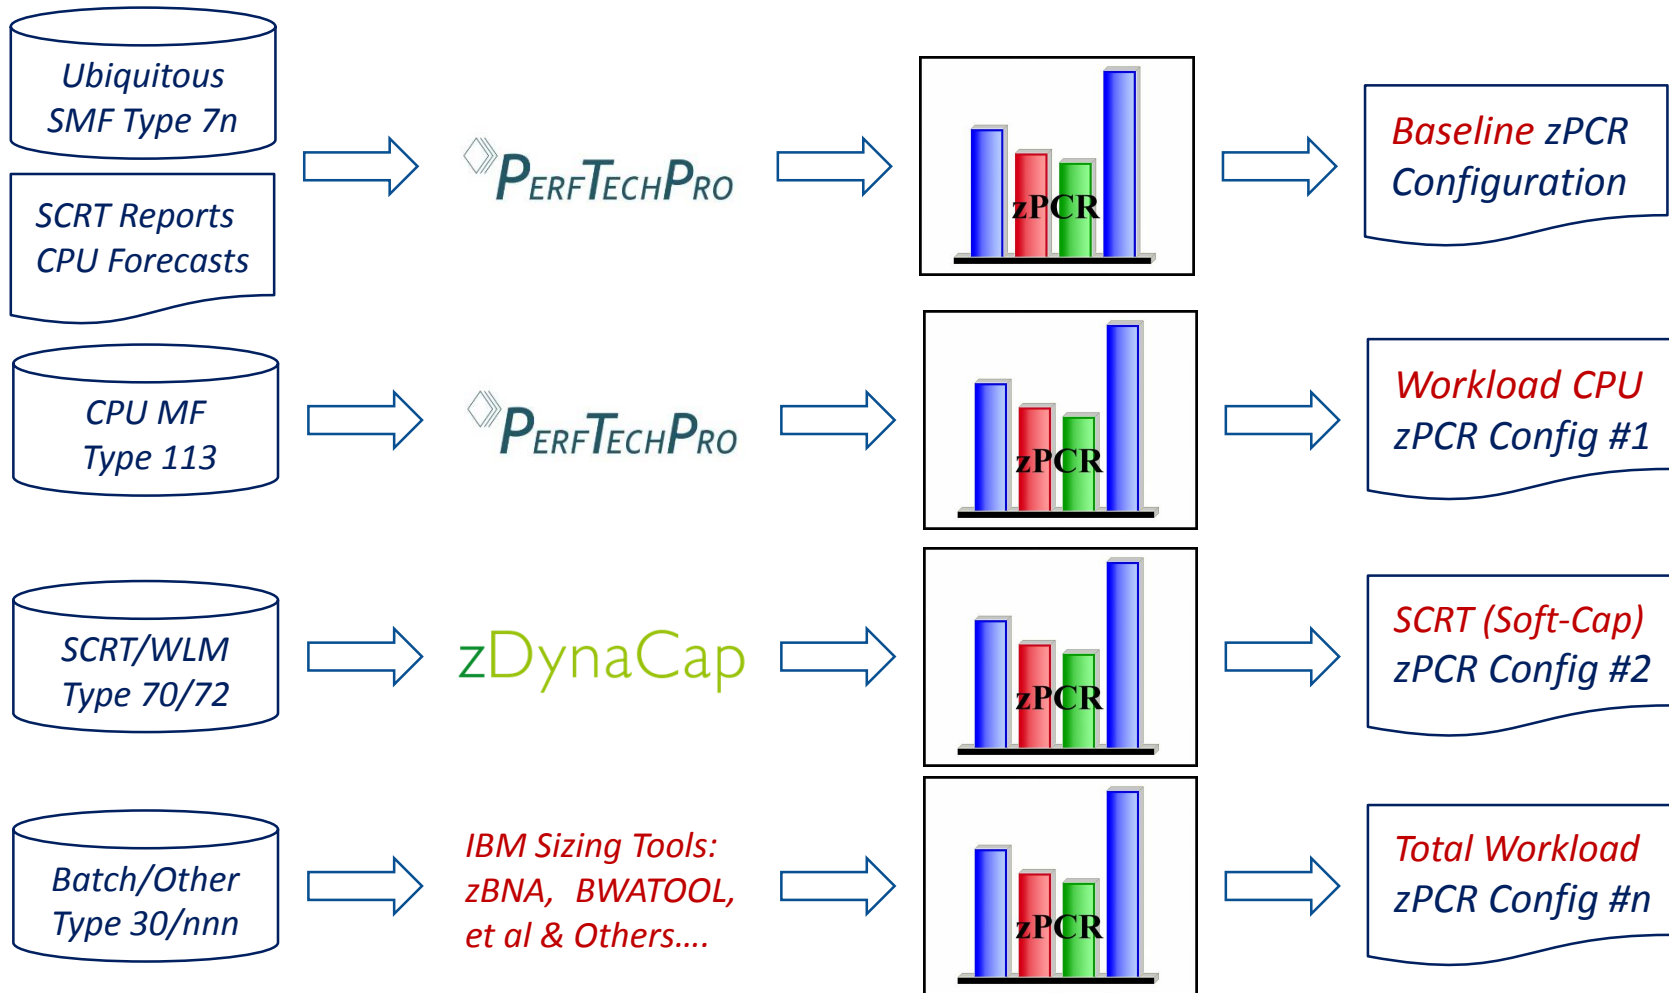 Ubiquitous
SMF Type 7n
SCRT Reports
CPU Forecasts
PERFTECHPRO
zPCR
Baseline zPCR
Configuration
CPU MF
Type 113
PERFTECHPRO
zPCR
Workload CPU
zPCR Config #1
SCRT/WLM
Type 70/72
zDynaCap
zPCR
SCRT (Soft-Cap)
zPCR Config #2
Batch/Other
Type 30/nnn
IBM Sizing Tools:
zBNA, BWATOOL,
et al & Others....
zPCR
Total Workload
zPCR Config #n